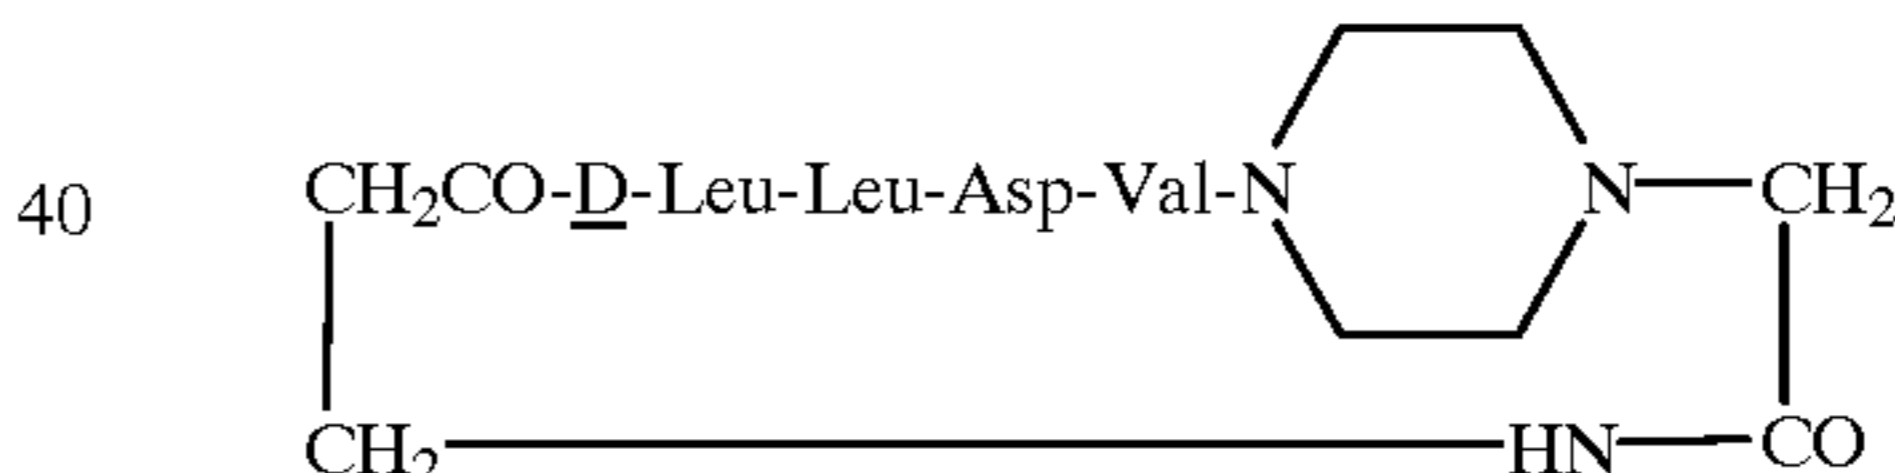 40 CH₂CO-D-Leu-Leu-Asp-Val-N N CH₂
CH₂ HN CO